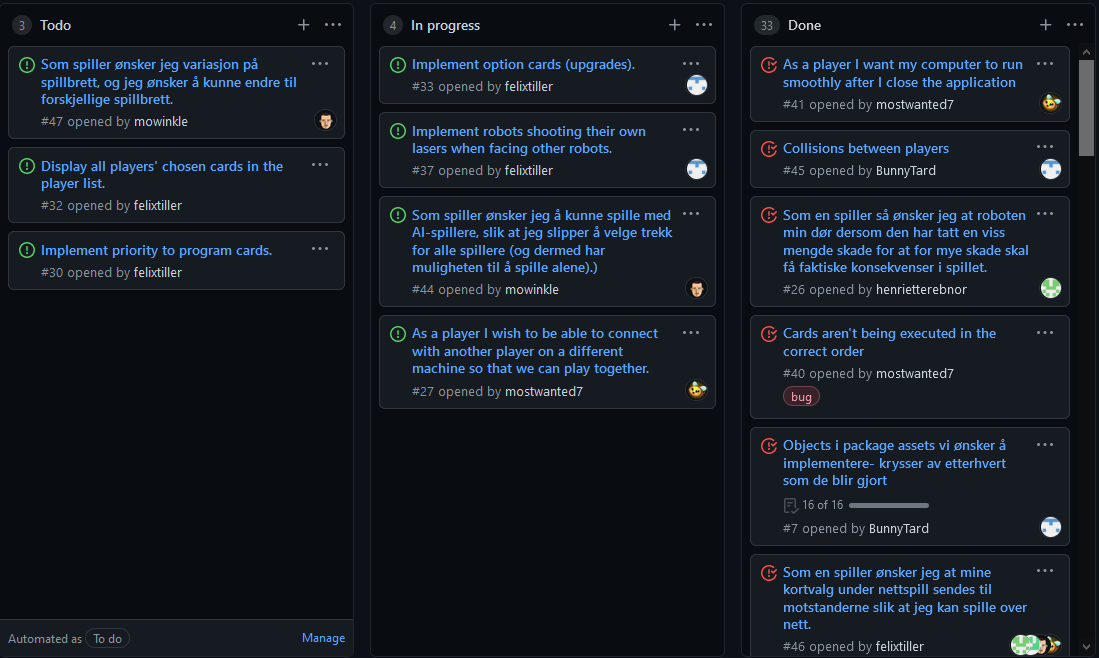 3 Todo
Som spiller ønsker jeg variasjon på
spillbrett, og jeg ønsker å kunne endre til
forskjellige spillbrett.
#47 opened by mowinkle
Display all players' chosen cards in the
player list.
#32 opened by felixtiller
Implement priority to program cards.
#30 opened by felixtiller
Automated as To do Manage
4 In progress
Implement option cards (upgrades).
#33 opened by felixtiller
Implement robots shooting their own
lasers when facing other robots.
#37 opened by felixtiller
Som spiller ønsker jeg å kunne spille med
AI-spillere, slik at jeg slipper å velge trekk
for alle spillere (og dermed har
muligheten til å spille alene).)
#44 opened by mowinkle
As a player I wish to be able to connect
with another player on a different
machine so that we can play together.
#27 opened by mostwanted7
33 Done
As a player I want my computer to run
smoothly after I close the application
#41 opened by mostwanted7
Collisions between players
#45 opened by BunnyTard
Som en spiller så ønsker jeg at roboten
min dør dersom den har tatt en viss
mengde skade for at for mye skade skal
få faktiske konsekvenser i spillet.
#26 opened by henrietterebnor
Cards aren't being executed in the
correct order
#40 opened by mostwanted7
bug
Objects i package assets vi ønsker å
implementere- krysser av etterhvert
som de blir gjort
16 of 16
#7 opened by BunnyTard
Som en spiller ønsker jeg at mine
kortvalg under nettspill sendes til
motstanderne slik at jeg kan spille over
nett.
#46 opened by felixtiller